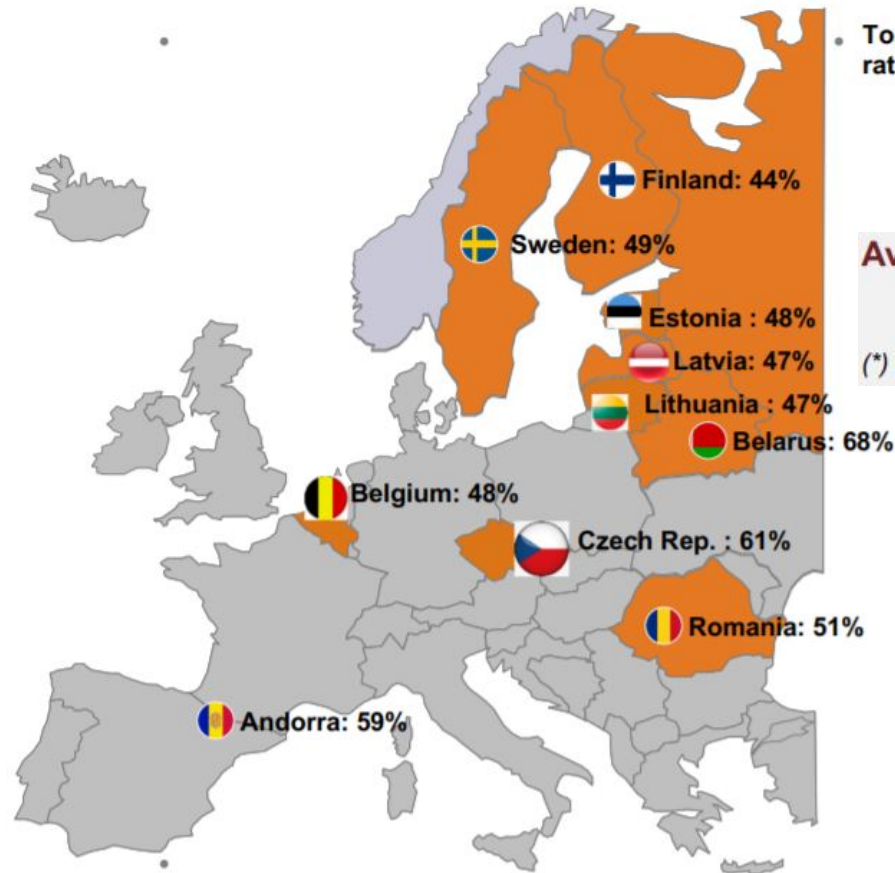 To
rat
Finland: 44%
Sweden: 49%
Av
Estonia : 48%
Latvia: 47%
(*)
Lithuania : 47%
Belarus: 68%
Belgium: 48%
Czech Rep. : 61%
Romania: 51%
Andorra: 59%